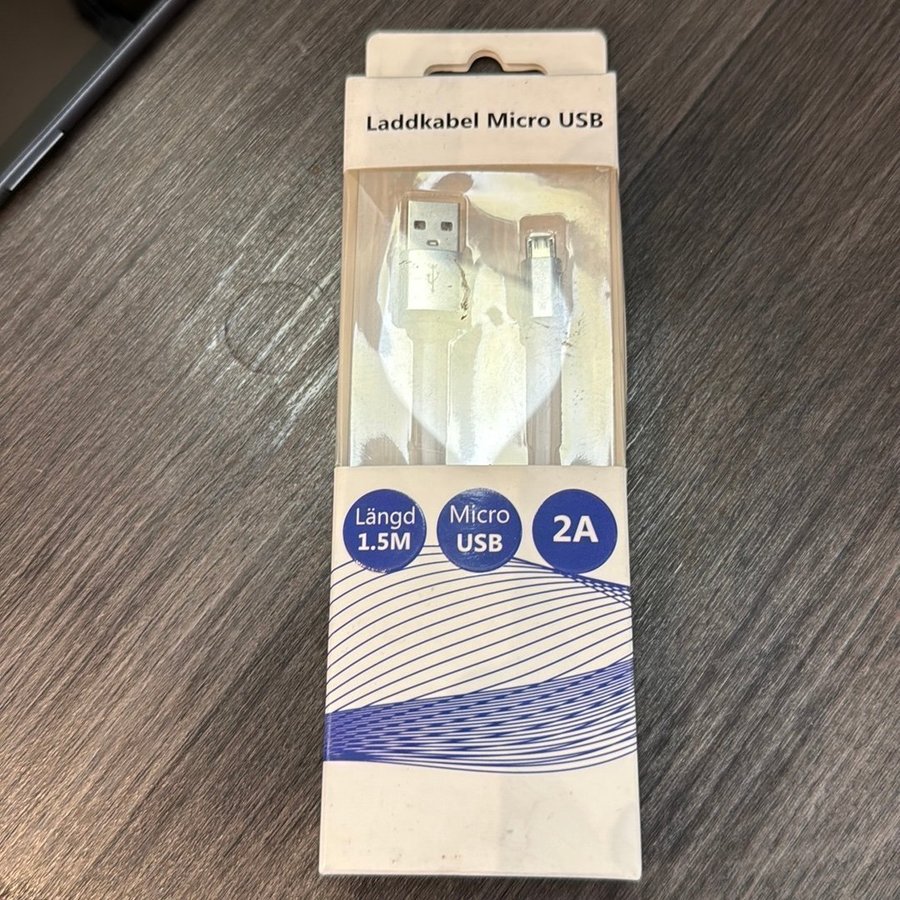 Laddkabel Micro USB
Längd
1.5M
Micro
USB
2A